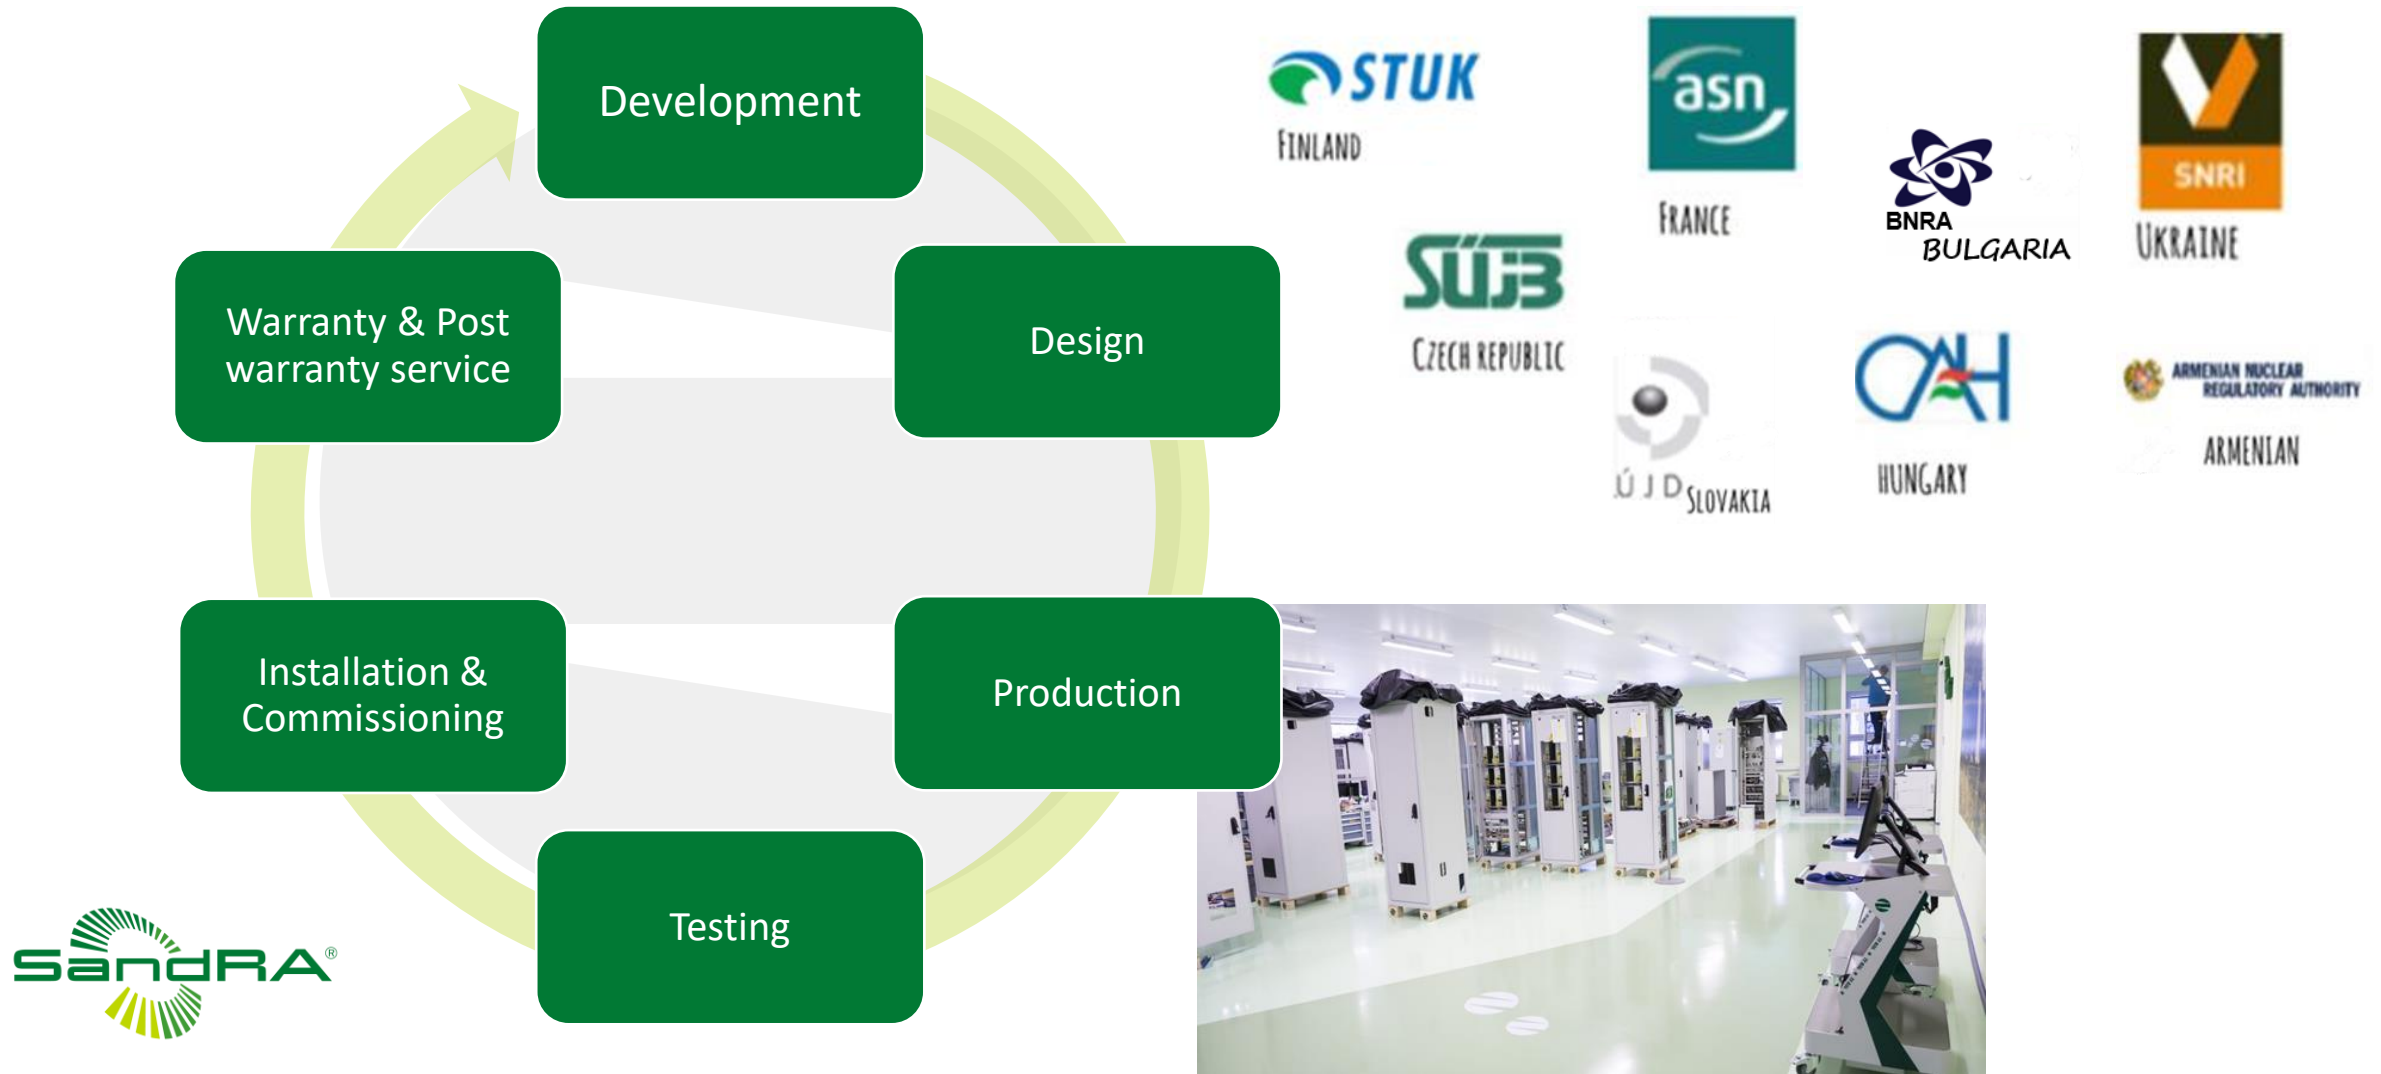 Development
Design
Production
Testing
Installation &
Commissioning
Warranty & Post
warranty service
SandRA®
STUK
FINLAND
asn
FRANCE
BNRA
BULGARIA
SNRI
UKRAINE
SÚJB
CZECH REPUBLIC
ÚJD
SLOVAKIA
OAH
HUNGARY
ARMENIAN NUCLEAR
REGULATORY AUTHORITY
ARMENIAN